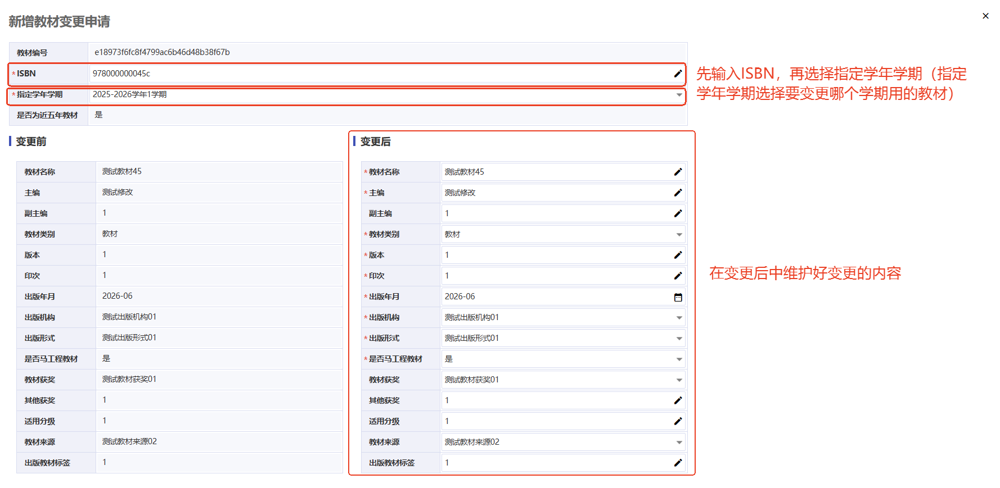 新增教材变更申请
×
教材编号 e18973f6fc8f4799ac6b46d48b38f67b
* ISBN 978000000045c
* 指定学年学期 2025-2026学年1学期
是否为近五年教材 是
先输入ISBN，再选择指定学年学期（指定
学年学期选择要变更哪个学期用的教材）
变更前
教材名称 测试教材45
主编 测试修改
副主编 1
教材类别 教材
版本 1
印次 1
出版年月 2026-06
出版机构 测试出版机构01
出版形式 测试出版形式01
是否马工程教材 是
教材获奖 测试教材获奖01
其他获奖 1
适用分级 1
教材来源 测试教材来源02
出版教材标签 1
变更后
* 教材名称 测试教材45
* 主编 测试修改
副主编 1
* 教材类别 教材
* 版本 1
* 印次 1
* 出版年月 2026-06
* 出版机构 测试出版机构01
* 出版形式 测试出版形式01
* 是否马工程教材 是
教材获奖 测试教材获奖01
其他获奖 1
适用分级 1
教材来源 测试教材来源02
出版教材标签 1
在变更后中维护好变更的内容